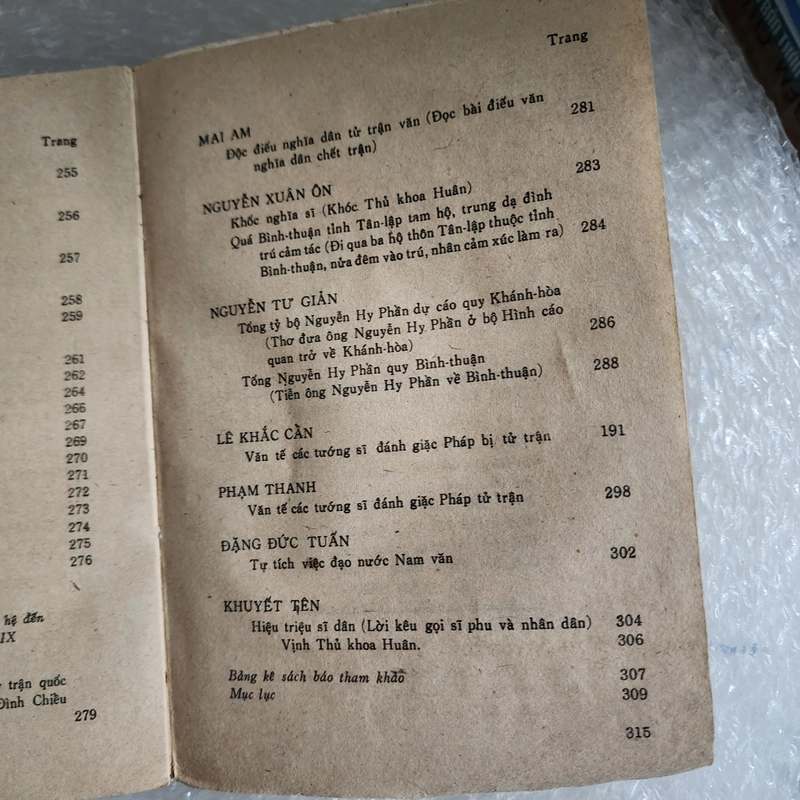 Trang
255
256
257
258
259
261
262
264
266
267
269
270
271
272
273
274
275
276
hệ đến
IX
trận quốc
Đình Chiểu
279
Trang
MAI AM
Độc điếu nghĩa dân tử trận văn (Đọc bài điếu văn
nghĩa dân chết trận) 281
NGUYỄN XUÂN ÔN
Khốc nghĩa sĩ (Khóc Thủ khoa Huân) 283
Quá Bình-thuận tỉnh Tân-lập tam hộ, trung dạ đình
trú cảm tác (Đi qua ba hộ thôn Tân-lập thuộc tỉnh
Bình-thuận, nửa đêm vào trú, nhân cảm xúc làm ra) 284
NGUYỄN TƯ GIẢN
Tống tỷ bộ Nguyễn Hy Phần dự cáo quy Khánh-hòa
(Thơ đưa ông Nguyễn Hy Phần ở bộ Hình cáo
quan trở về Khánh-hòa) 286
Tống Nguyễn Hy Phần quy Bình-thuận
(Tiễn ông Nguyễn Hy Phần về Bình-thuận) 288
LÊ KHẮC CẦN
Văn tế các tướng sĩ đánh giặc Pháp bị tử trận 191
PHẠM THANH
Văn tế các tướng sĩ đánh giặc Pháp tử trận 298
ĐẶNG ĐỨC TUẤN
Tự tích việc đạo nước Nam văn 302
KHUYẾT TÊN
Hiệu triệu sĩ dân (Lời kêu gọi sĩ phu và nhân dân) 304
Vịnh Thủ khoa Huân. 306
Bảng kê sách báo tham khảo 307
Mục lục 309
315